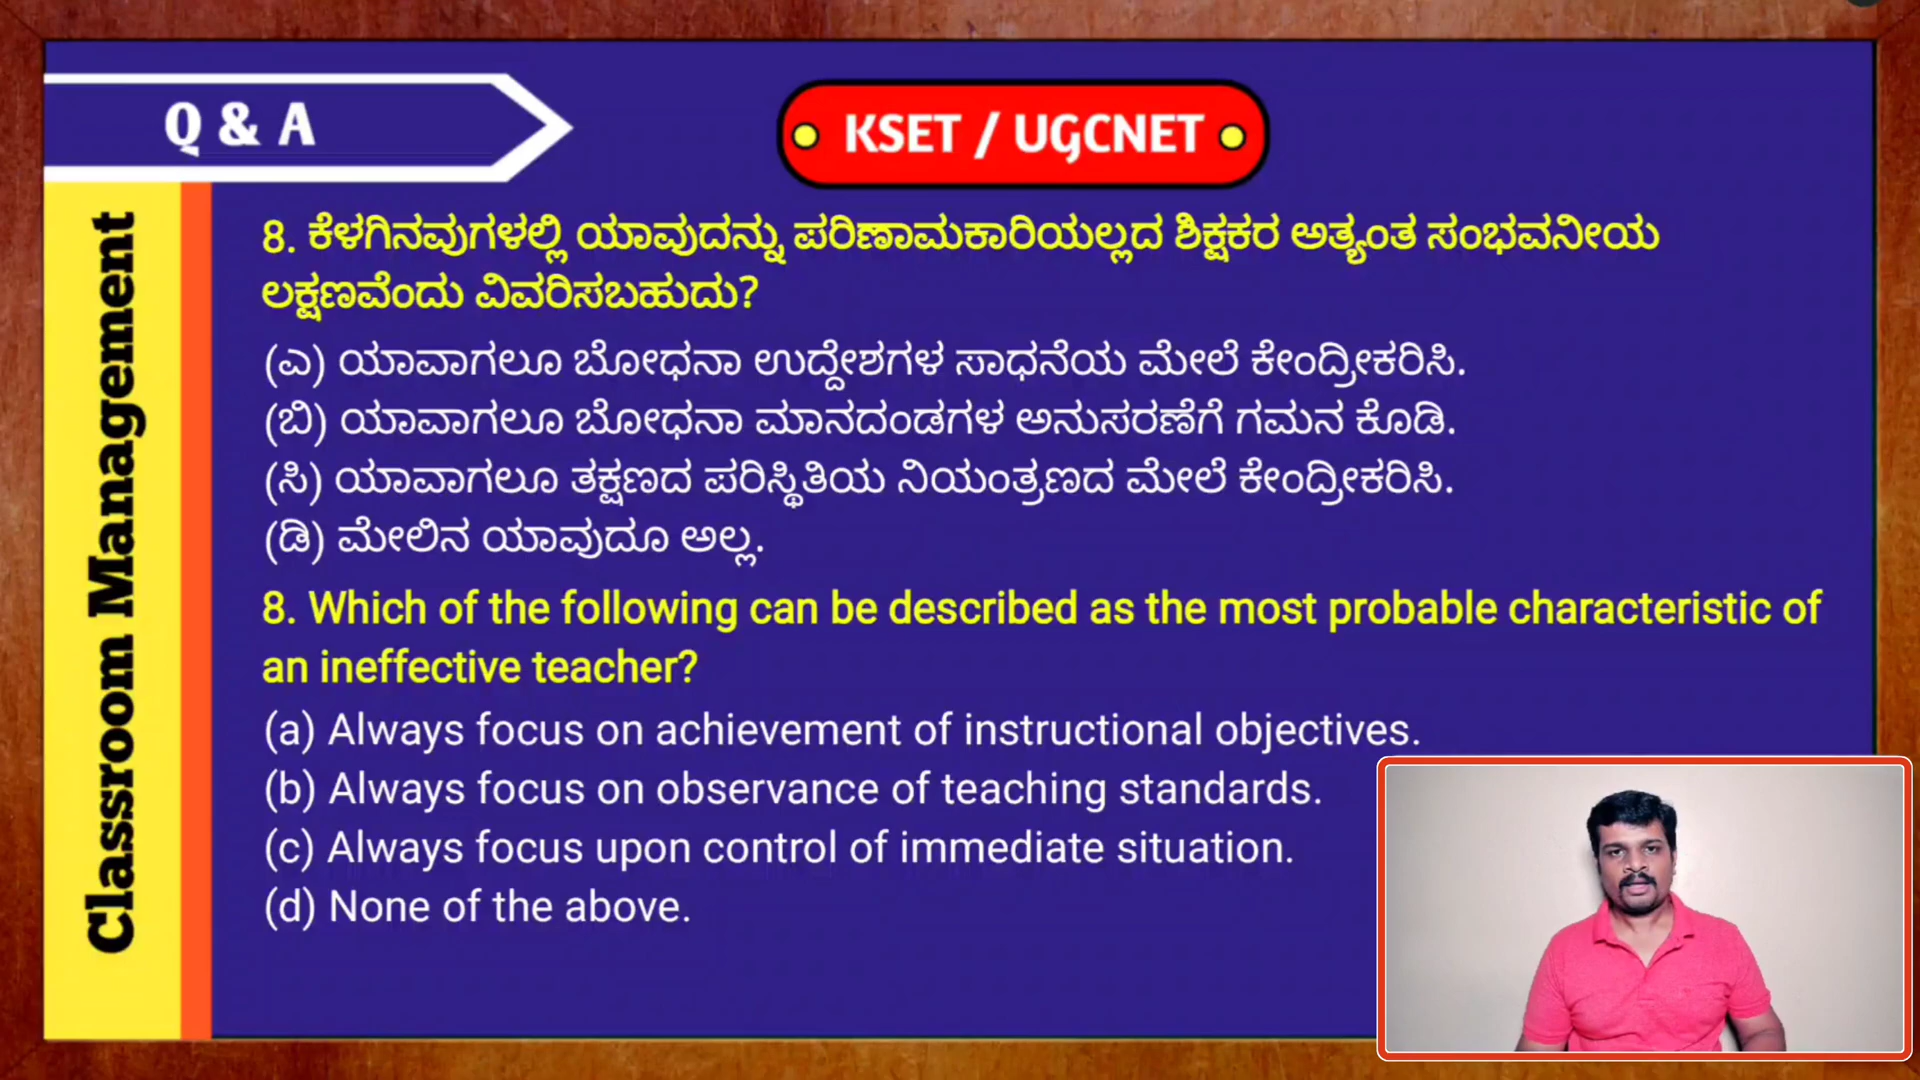 Q & A
KSET / UGCNET
Classroom Management
8. ಕೆಳಗಿನವುಗಳಲ್ಲಿ ಯಾವುದನ್ನು ಪರಿಣಾಮಕಾರಿಯಲ್ಲದ ಶಿಕ್ಷಕರ ಅತ್ಯಂತ ಸಂಭವನೀಯ
ಲಕ್ಷಣವೆಂದು ವಿವರಿಸಬಹುದು?
(ಎ) ಯಾವಾಗಲೂ ಬೋಧನಾ ಉದ್ದೇಶಗಳ ಸಾಧನೆಯ ಮೇಲೆ ಕೇಂದ್ರೀಕರಿಸಿ.
(ಬಿ) ಯಾವಾಗಲೂ ಬೋಧನಾ ಮಾನದಂಡಗಳ ಅನುಸರಣೆಗೆ ಗಮನ ಕೊಡಿ.
(ಸಿ) ಯಾವಾಗಲೂ ತಕ್ಷಣದ ಪರಿಸ್ಥಿತಿಯ ನಿಯಂತ್ರಣದ ಮೇಲೆ ಕೇಂದ್ರೀಕರಿಸಿ.
(ಡಿ) ಮೇಲಿನ ಯಾವುದೂ ಅಲ್ಲ.
8. Which of the following can be described as the most probable characteristic of
an ineffective teacher?
(a) Always focus on achievement of instructional objectives.
(b) Always focus on observance of teaching standards.
(c) Always focus upon control of immediate situation.
(d) None of the above.